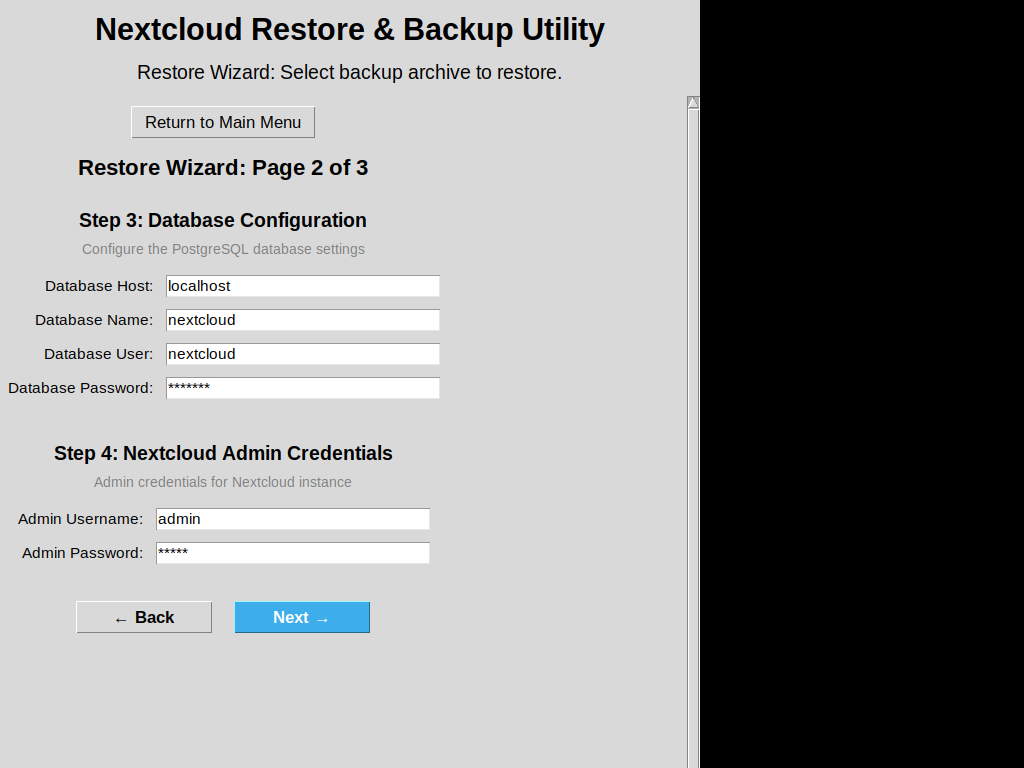 Nextcloud Restore & Backup Utility
Restore Wizard: Select backup archive to restore.
Return to Main Menu
Restore Wizard: Page 2 of 3
Step 3: Database Configuration
Configure the PostgreSQL database settings
Database Host: localhost
Database Name: nextcloud
Database User: nextcloud
Database Password: *******
Step 4: Nextcloud Admin Credentials
Admin credentials for Nextcloud instance
Admin Username: admin
Admin Password: *****
← Back Next →